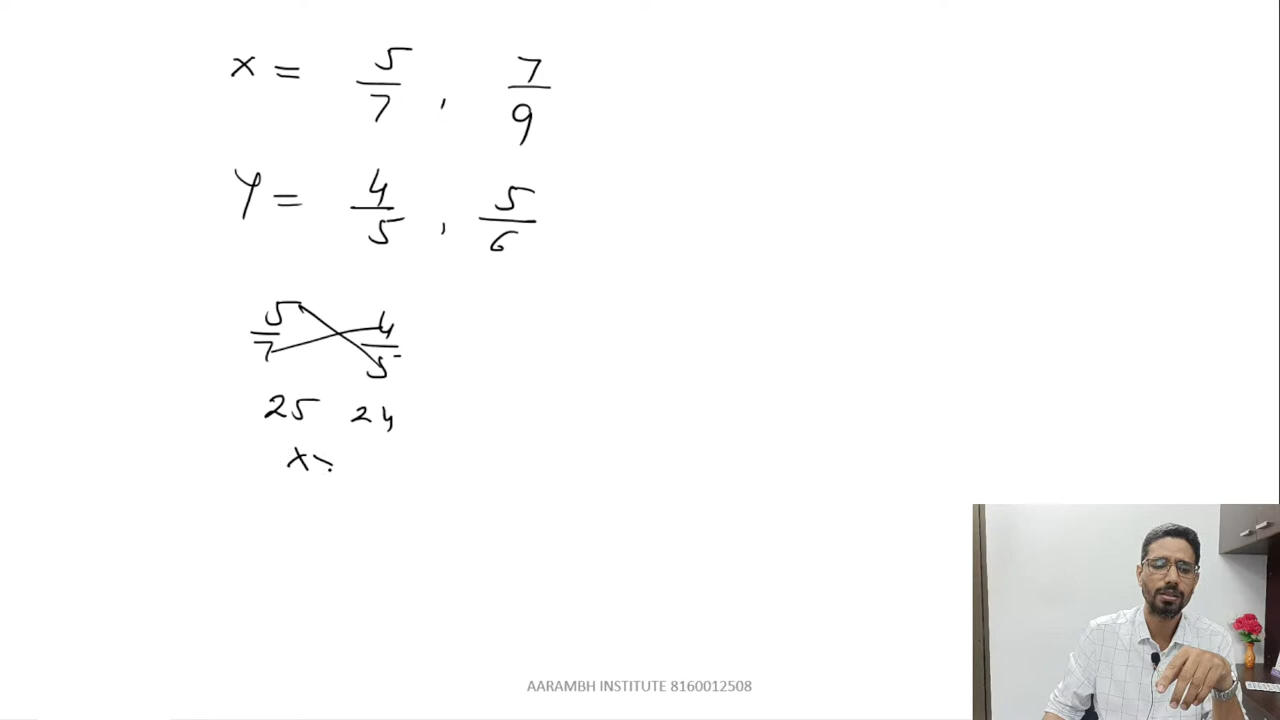 x = 5/7 , 7/9
y = 4/5 , 5/6
5/7 4/5
25 24
x>
AARAMBH INSTITUTE 8160012508